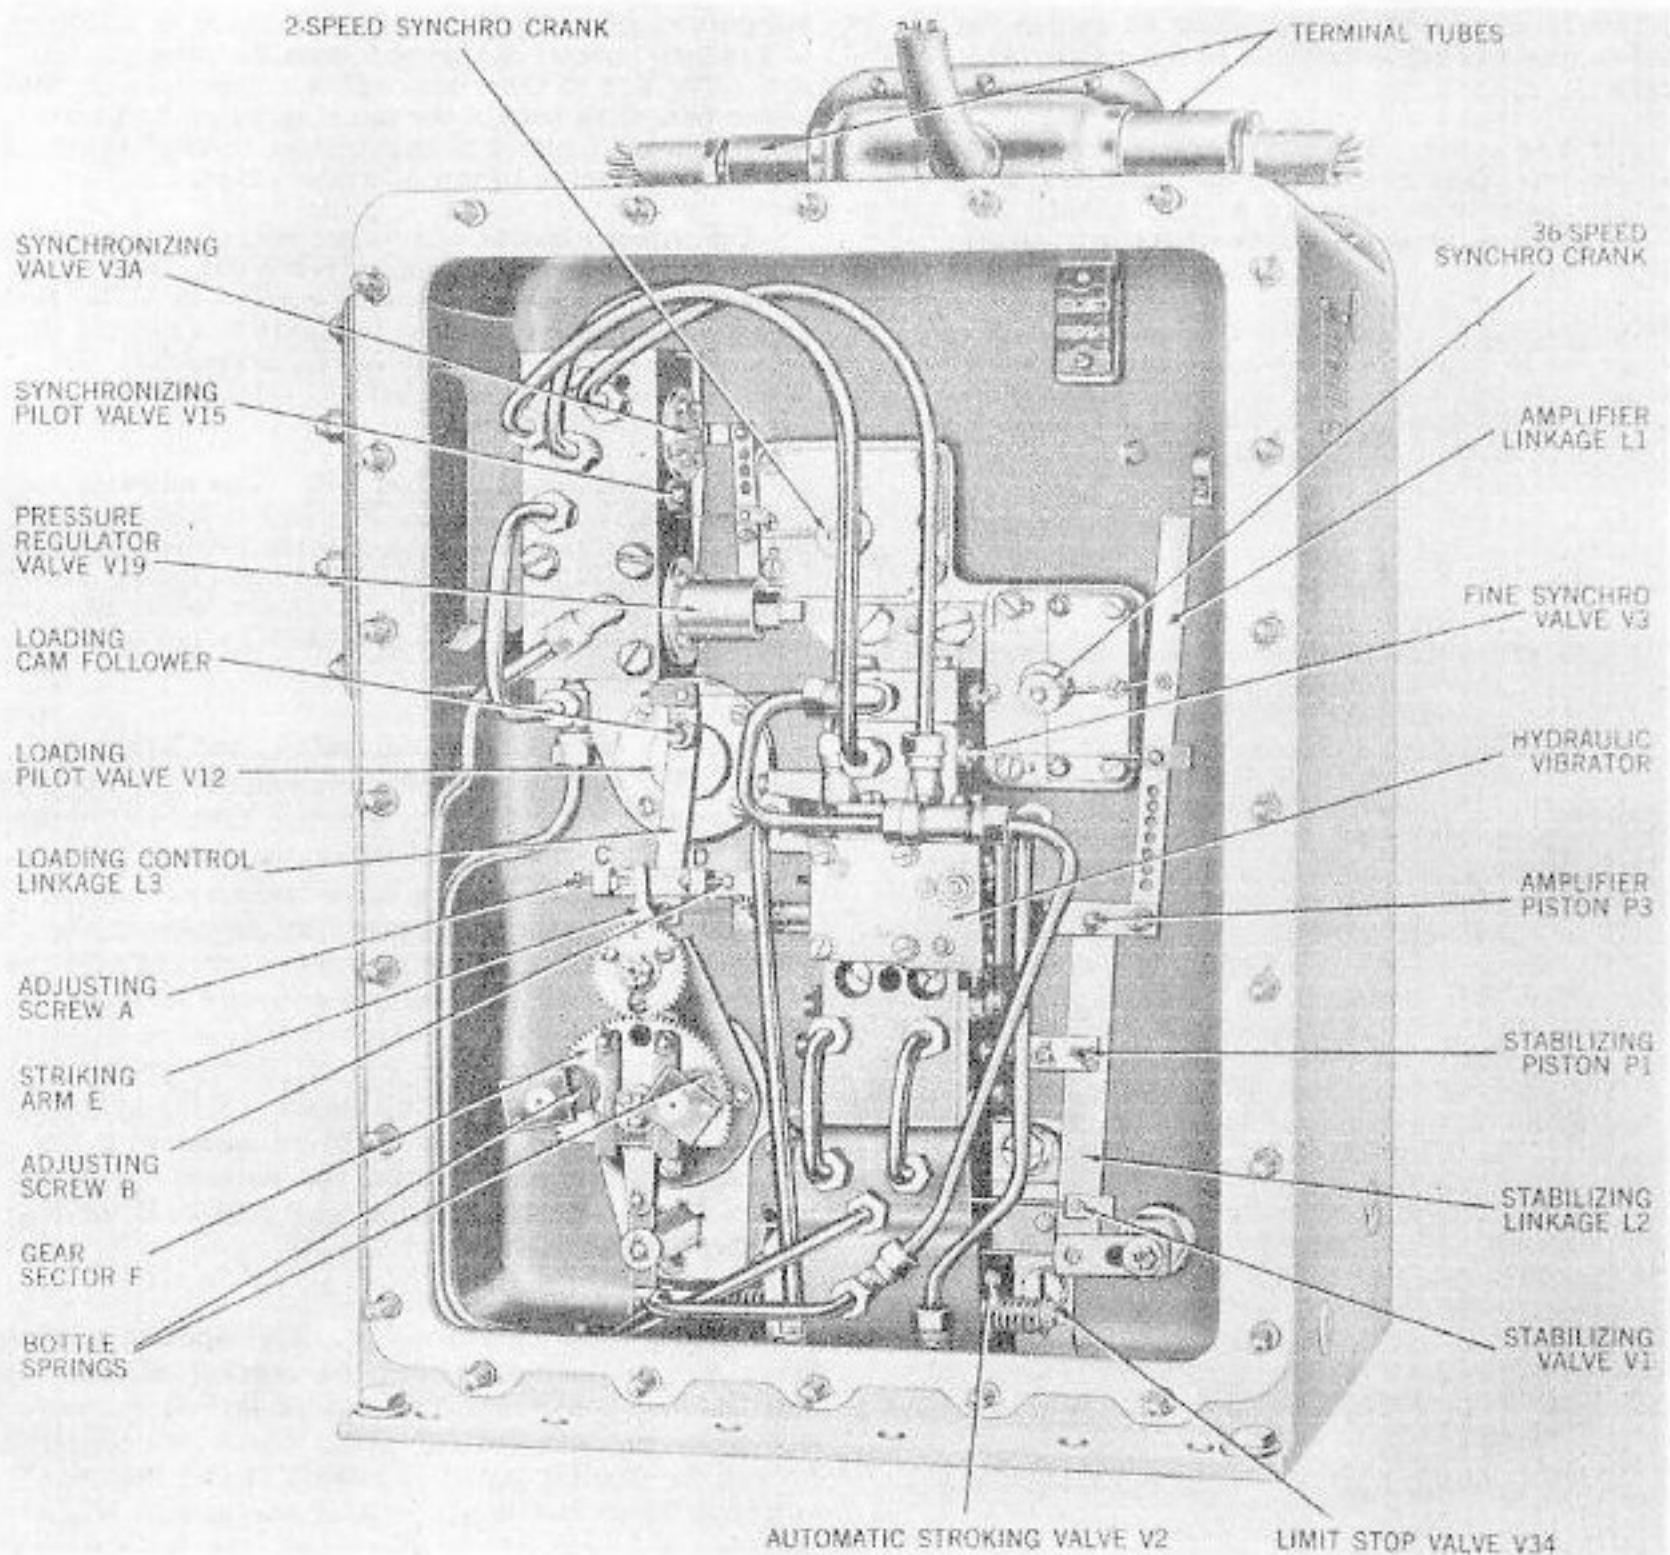 2-SPEED SYNCHRO CRANK
TERMINAL TUBES
SYNCHRONIZING
VALVE V3A
36-SPEED
SYNCHRO CRANK
SYNCHRONIZING
PILOT VALVE V15
AMPLIFIER
LINKAGE L1
PRESSURE
REGULATOR
VALVE V19
FINE SYNCHRO
VALVE V3
LOADING
CAM FOLLOWER
LOADING
PILOT VALVE V12
HYDRAULIC
VIBRATOR
LOADING CONTROL
LINKAGE L3
C
D
AMPLIFIER
PISTON P3
ADJUSTING
SCREW A
STRIKING
ARM E
STABILIZING
PISTON P1
ADJUSTING
SCREW B
STABILIZING
LINKAGE L2
GEAR
SECTOR F
BOTTLE
SPRINGS
STABILIZING
VALVE V1
AUTOMATIC STROKING VALVE V2
LIMIT STOP VALVE V34